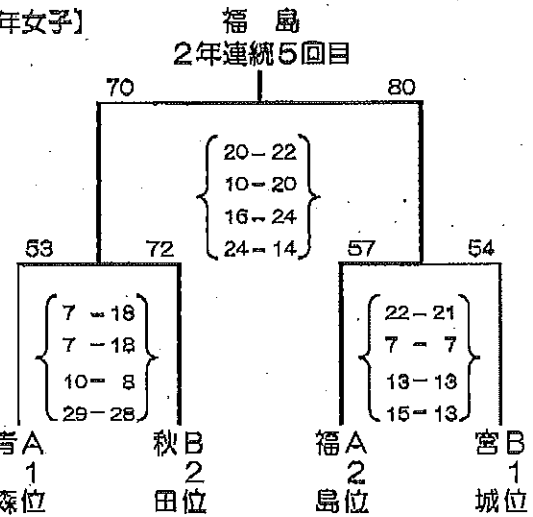 年女子】
福島
2年連続5回目
70 80
20-22
10-20
16-24
24-14
53 72 57 54
7-18
7-18
10-8
29-28
22-21
7-7
13-13
15-13
青森 A1位
秋田 B2位
福島 A2位
宮城 B1位